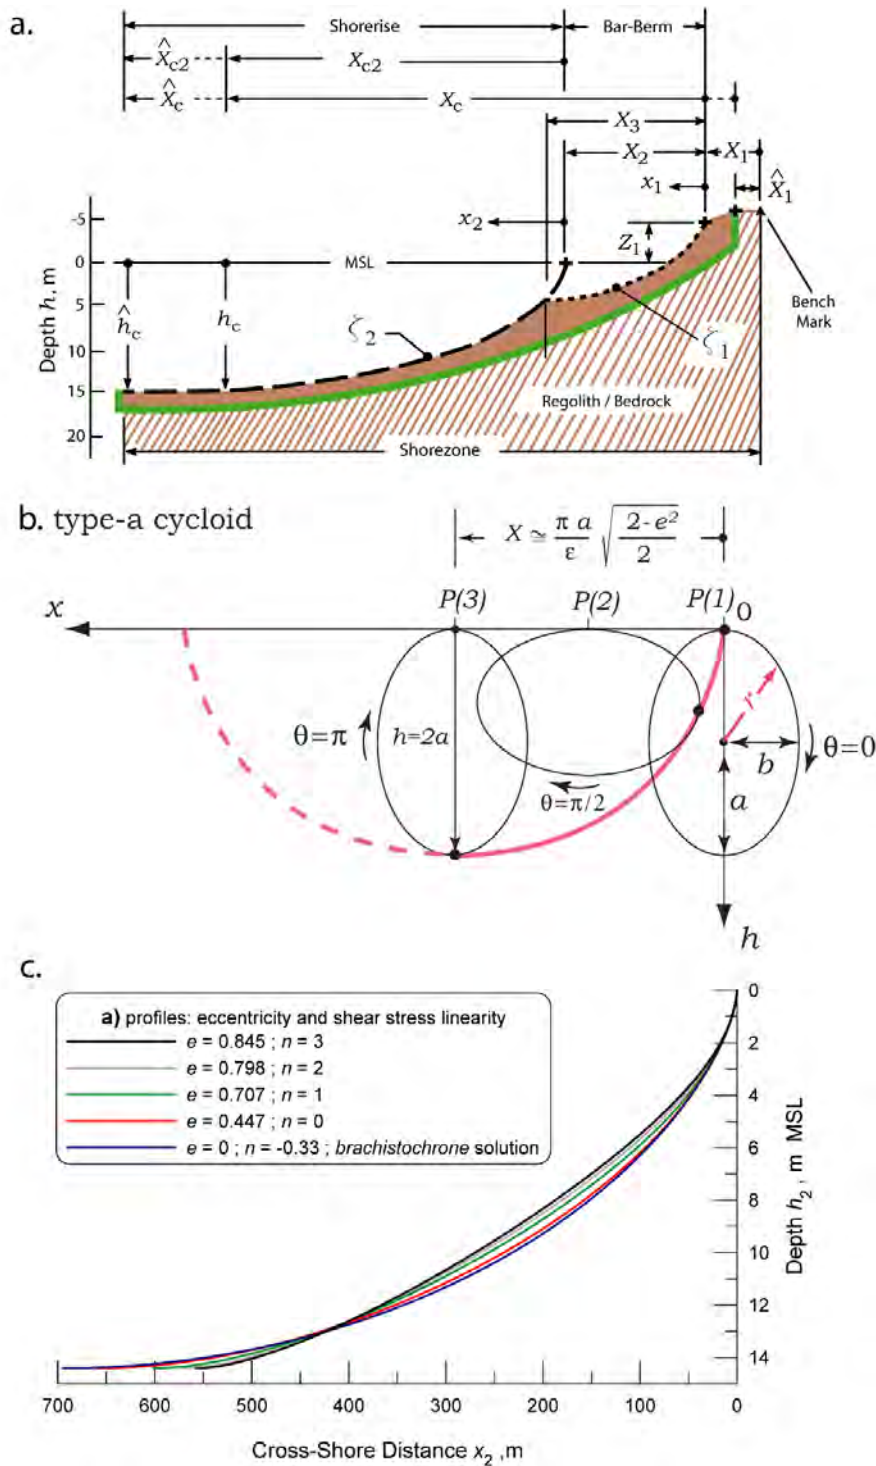 a.
Shorerise
Bar-Berm
X̂c2
Xc2
X̂c
Xc
X3
X2
X1
x1
X̂1
x2
-5
0
5
10
15
20
Depth h, m
MSL
Z1
ĥc
hc
ζ2
ζ1
Bench
Mark
Regolith / Bedrock
Shorezone
b. type-a cycloid
X ≃ π a / ε √ 2-e² / 2
x
P(3)
P(2)
P(1)
0
r
θ=π
h=2a
θ=π/2
b
θ=0
a
h
c.
a) profiles: eccentricity and shear stress linearity
e = 0.845 ; n = 3
e = 0.798 ; n = 2
e = 0.707 ; n = 1
e = 0.447 ; n = 0
e = 0 ; n = -0.33 ; brachistochrone solution
0
2
4
6
8
10
12
14
Depth h2 , m MSL
700 600 500 400 300 200 100 0
Cross-Shore Distance x2 ,m